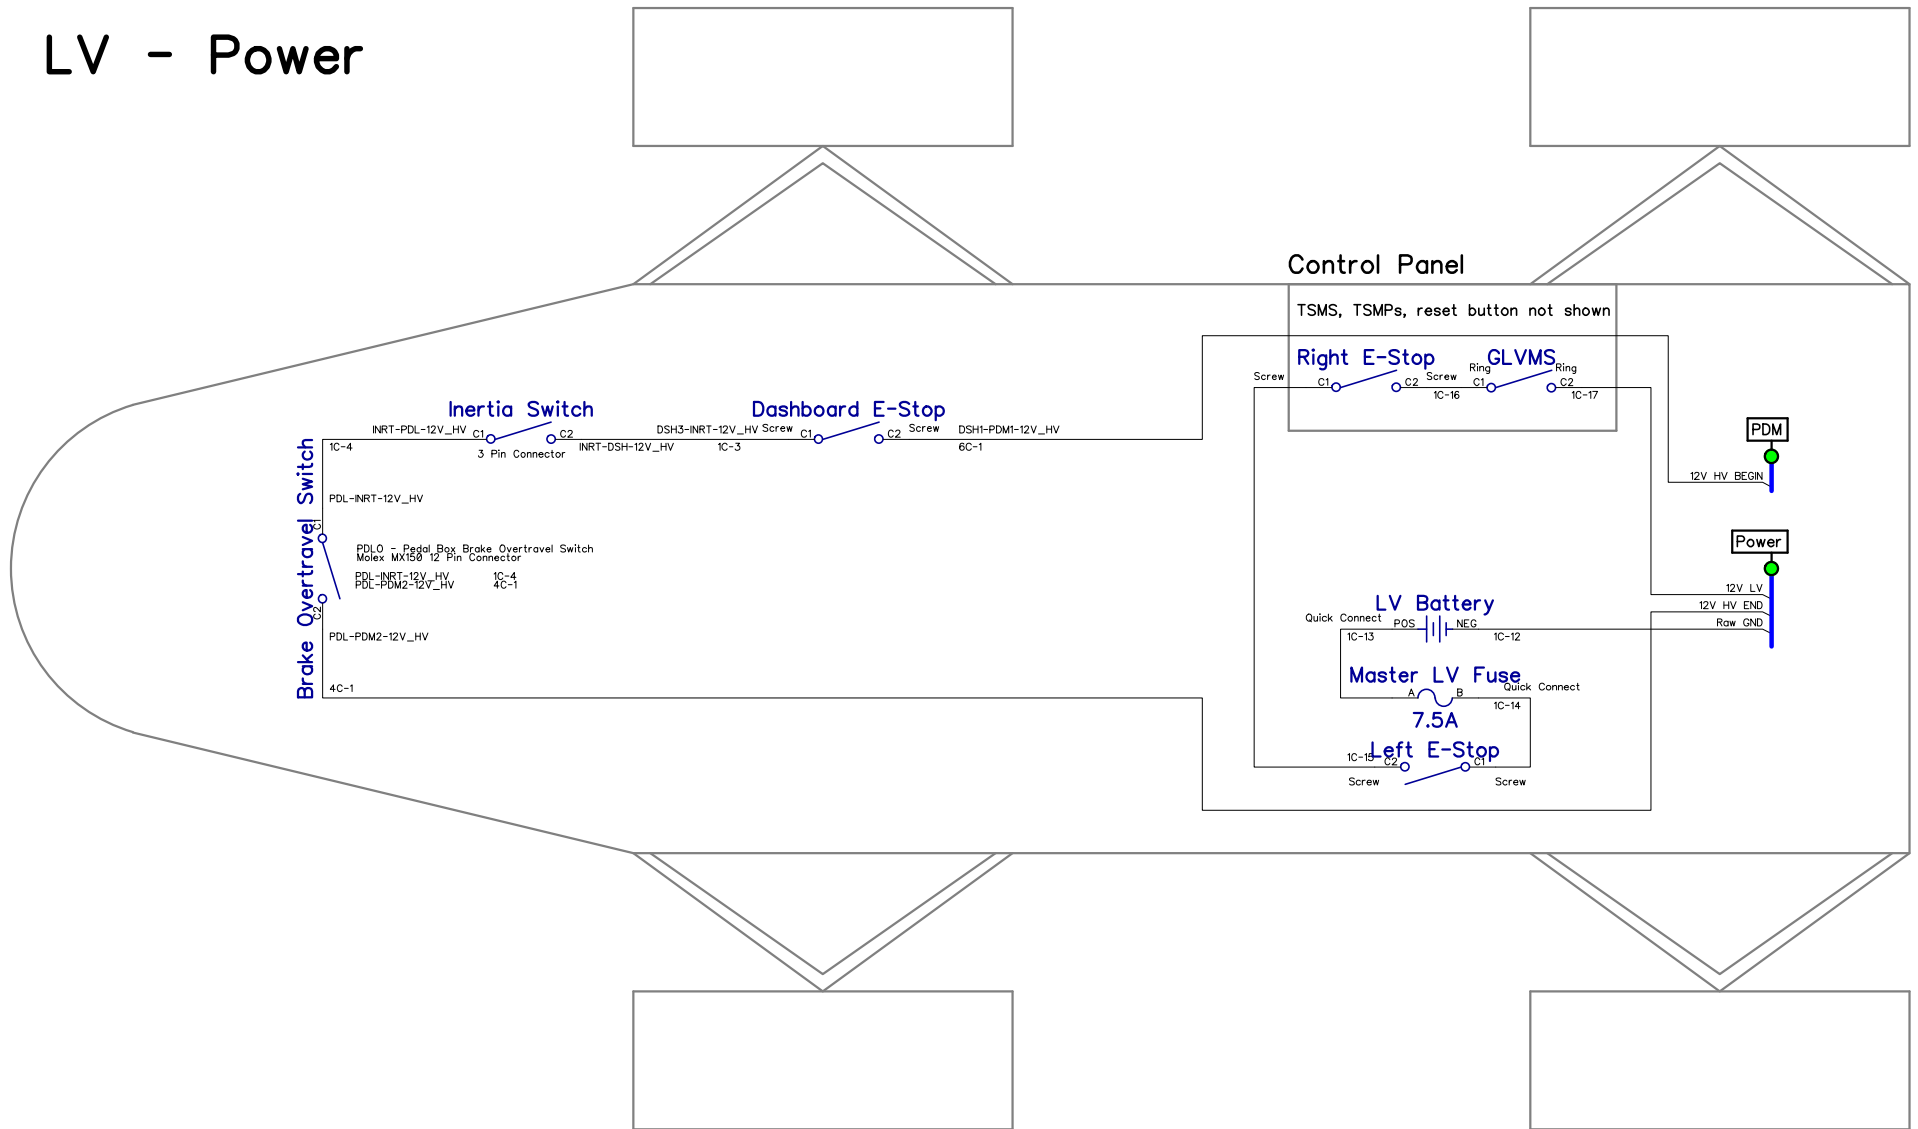 LV - Power
Control Panel
TSMS, TSMPs, reset button not shown
Right E-Stop
GLVMS
Screw
C1
C2
Screw
1C-16
Ring
C1
Ring
C2
1C-17
Inertia Switch
INRT-PDL-12V_HV
C1
C2
1C-4
3 Pin Connector
INRT-DSH-12V_HV
Dashboard E-Stop
DSH3-INRT-12V_HV
Screw
C1
C2
Screw
1C-3
DSH1-PDM1-12V_HV
6C-1
PDM
12V HV BEGIN
Brake Overtravel Switch
PDL-INRT-12V_HV
C1
PDLO - Pedal Box Brake Overtravel Switch
Molex MX150 12 Pin Connector
PDL-INRT-12V_HV 1C-4
PDL-PDM2-12V_HV 4C-1
C2
PDL-PDM2-12V_HV
4C-1
Power
12V LV
12V HV END
Raw GND
LV Battery
Quick Connect
POS
NEG
1C-13
1C-12
Master LV Fuse
A
B
Quick Connect
1C-14
7.5A
Left E-Stop
1C-15
C2
C1
Screw
Screw